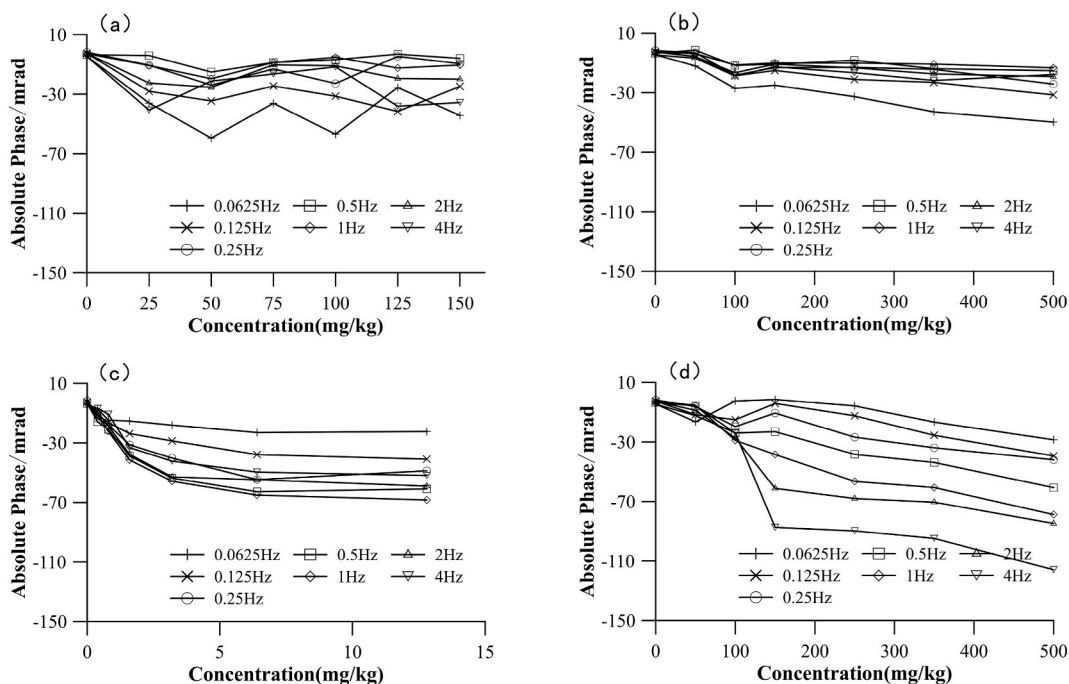 (a)
10
-30
-70
-110
-150
Absolute Phase/ mrad
0.0625Hz 0.5Hz 2Hz
0.125Hz 1Hz 4Hz
0.25Hz
0 25 50 75 100 125 150
Concentration(mg/kg)
(b)
10
-30
-70
-110
-150
Absolute Phase/ mrad
0.0625Hz 0.5Hz 2Hz
0.125Hz 1Hz 4Hz
0.25Hz
0 100 200 300 400 500
Concentration(mg/kg)
(c)
10
-30
-70
-110
-150
Absolute Phase/ mrad
0.0625Hz 0.5Hz 2Hz
0.125Hz 1Hz 4Hz
0.25Hz
0 5 10 15
Concentration(mg/kg)
(d)
10
-30
-70
-110
-150
Absolute Phase/ mrad
0.0625Hz 0.5Hz 2Hz
0.125Hz 1Hz 4Hz
0.25Hz
0 100 200 300 400 500
Concentration(mg/kg)